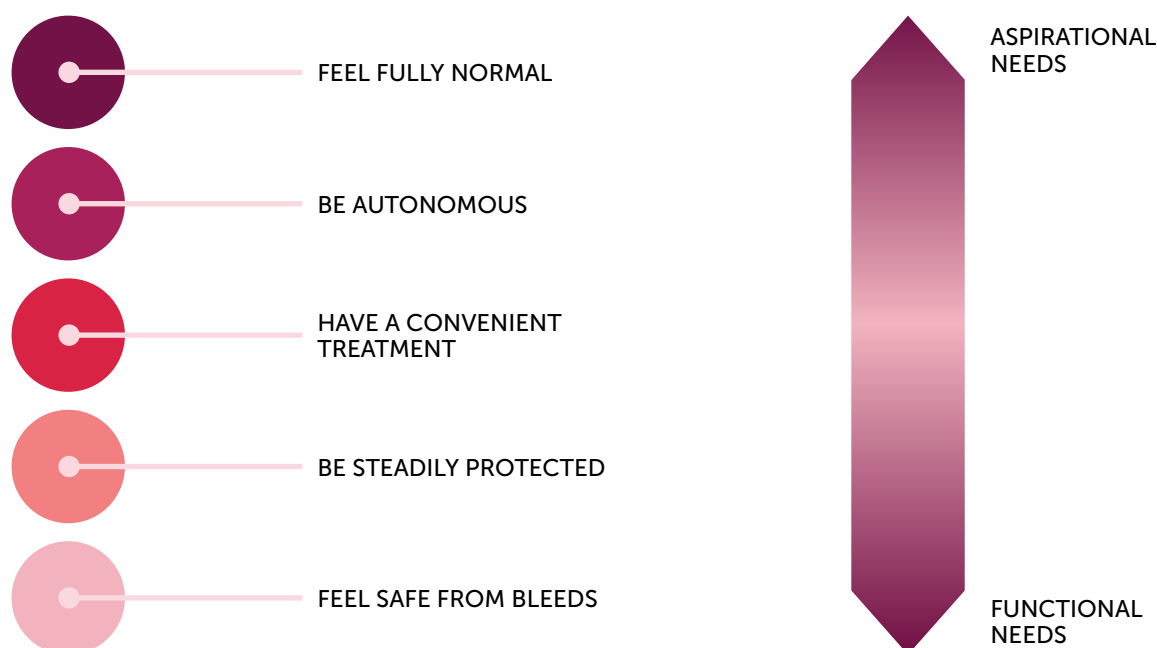 FEEL FULLY NORMAL
BE AUTONOMOUS
HAVE A CONVENIENT
TREATMENT
BE STEADILY PROTECTED
FEEL SAFE FROM BLEEDS
ASPIRATIONAL
NEEDS
FUNCTIONAL
NEEDS